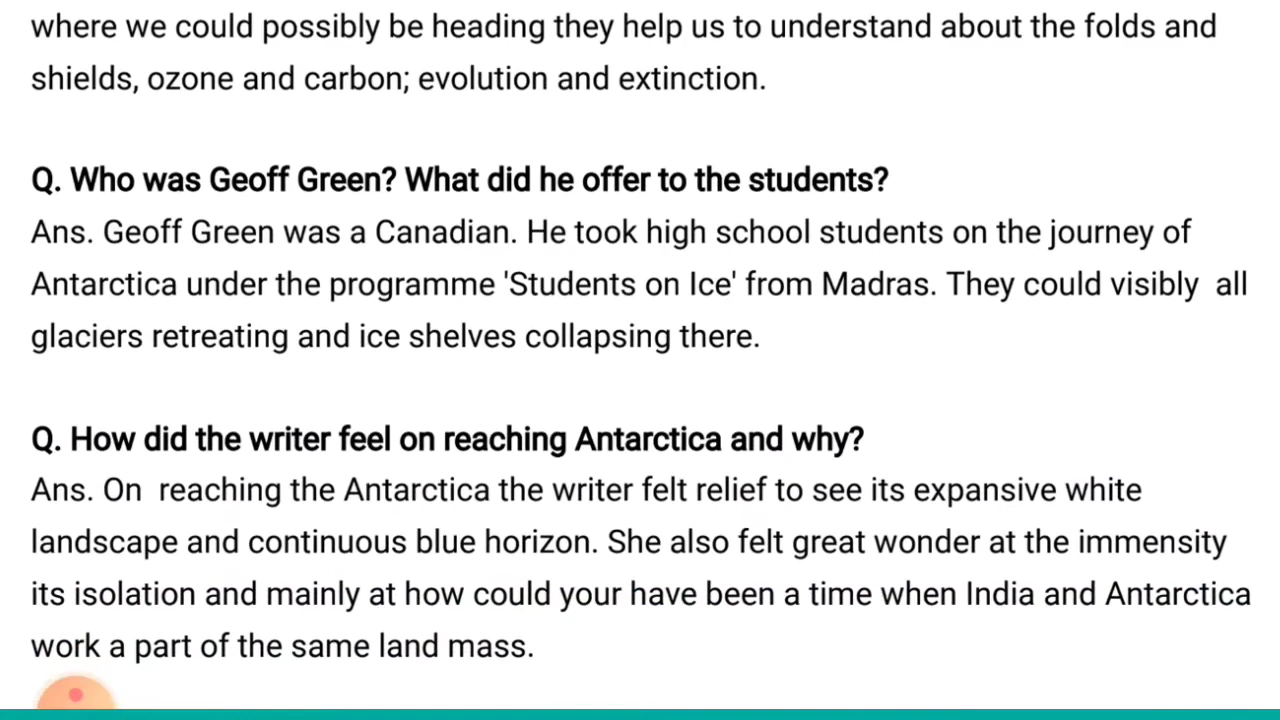 where we could possibly be heading they help us to understand about the folds and
shields, ozone and carbon; evolution and extinction.
Q. Who was Geoff Green? What did he offer to the students?
Ans. Geoff Green was a Canadian. He took high school students on the journey of
Antarctica under the programme 'Students on Ice' from Madras. They could visibly  all
glaciers retreating and ice shelves collapsing there.
Q. How did the writer feel on reaching Antarctica and why?
Ans. On  reaching the Antarctica the writer felt relief to see its expansive white
landscape and continuous blue horizon. She also felt great wonder at the immensity
its isolation and mainly at how could your have been a time when India and Antarctica
work a part of the same land mass.